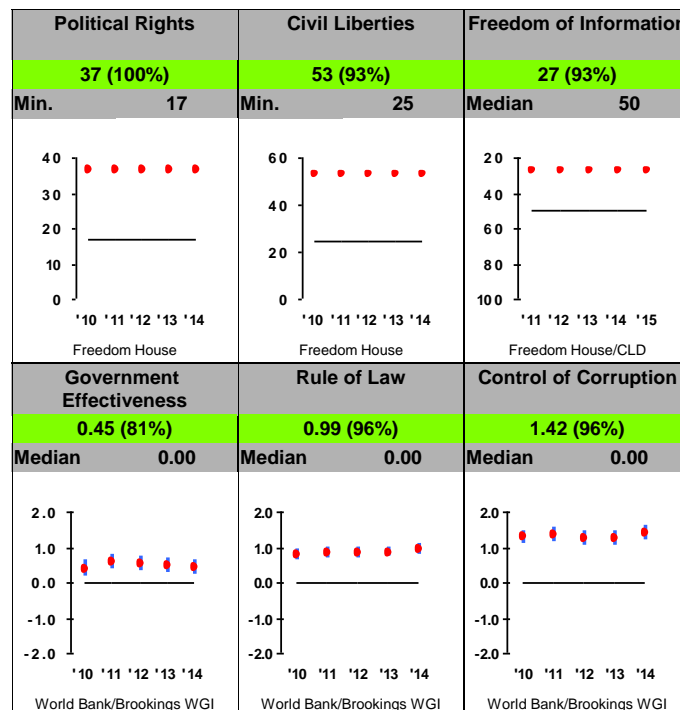 Political Rights
37 (100%)
Min. 17
40
30
20
10
0
'10 '11 '12 '13 '14
Freedom House
Civil Liberties
53 (93%)
Min. 25
60
40
20
0
'10 '11 '12 '13 '14
Freedom House
Freedom of Information
27 (93%)
Median 50
20
40
60
80
100
'11 '12 '13 '14 '15
Freedom House/CLD
Government
Effectiveness
0.45 (81%)
Median 0.00
2.0
1.0
0.0
-1.0
-2.0
'10 '11 '12 '13 '14
World Bank/Brookings WGI
Rule of Law
0.99 (96%)
Median 0.00
2.0
1.0
0.0
-1.0
-2.0
'10 '11 '12 '13 '14
World Bank/Brookings WGI
Control of Corruption
1.42 (96%)
Median 0.00
2.0
1.0
0.0
-1.0
-2.0
'10 '11 '12 '13 '14
World Bank/Brookings WGI